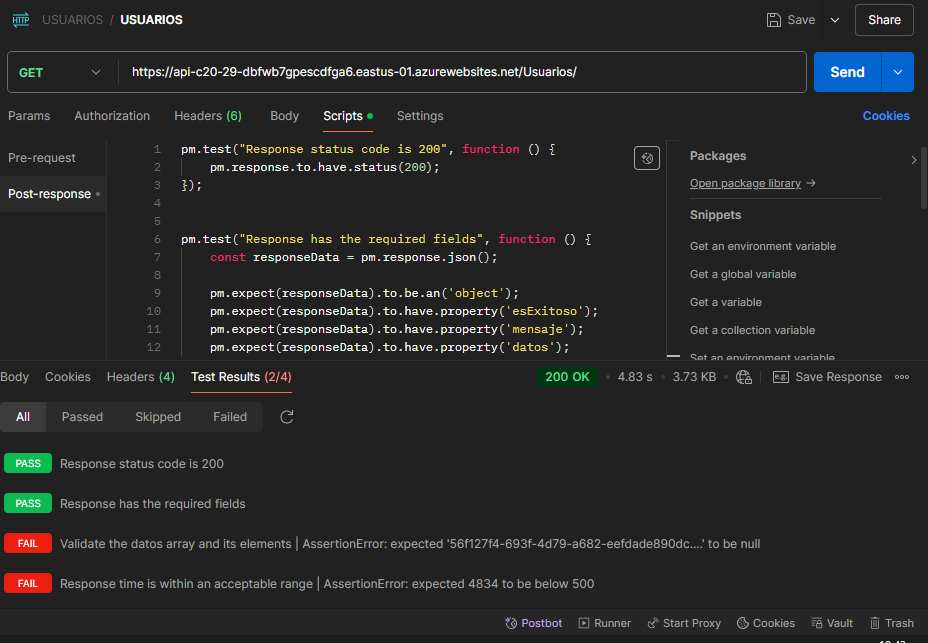 HTTP USUARIOS / USUARIOS Save Share
GET https://api-c20-29-dbfwb7gpescdfga6.eastus-01.azurewebsites.net/Usuarios/ Send
Params Authorization Headers (6) Body Scripts Settings Cookies
Pre-request
Post-response
1 pm.test("Response status code is 200", function () {
2 pm.response.to.have.status(200);
3 });
4
5
6 pm.test("Response has the required fields", function () {
7 const responseData = pm.response.json();
8
9 pm.expect(responseData).to.be.an('object');
10 pm.expect(responseData).to.have.property('esExitoso');
11 pm.expect(responseData).to.have.property('mensaje');
12 pm.expect(responseData).to.have.property('datos');
Packages
Open package library →
Snippets
Get an environment variable
Get a global variable
Get a variable
Get a collection variable
Set an environment variable
Body Cookies Headers (4) Test Results (2/4) 200 OK • 4.83 s • 3.73 KB • e.g. Save Response
All Passed Skipped Failed
PASS Response status code is 200
PASS Response has the required fields
FAIL Validate the datos array and its elements | AssertionError: expected '56f127f4-693f-4d79-a682-eefdade890dc....' to be null
FAIL Response time is within an acceptable range | AssertionError: expected 4834 to be below 500
Postbot Runner Start Proxy Cookies Vault Trash